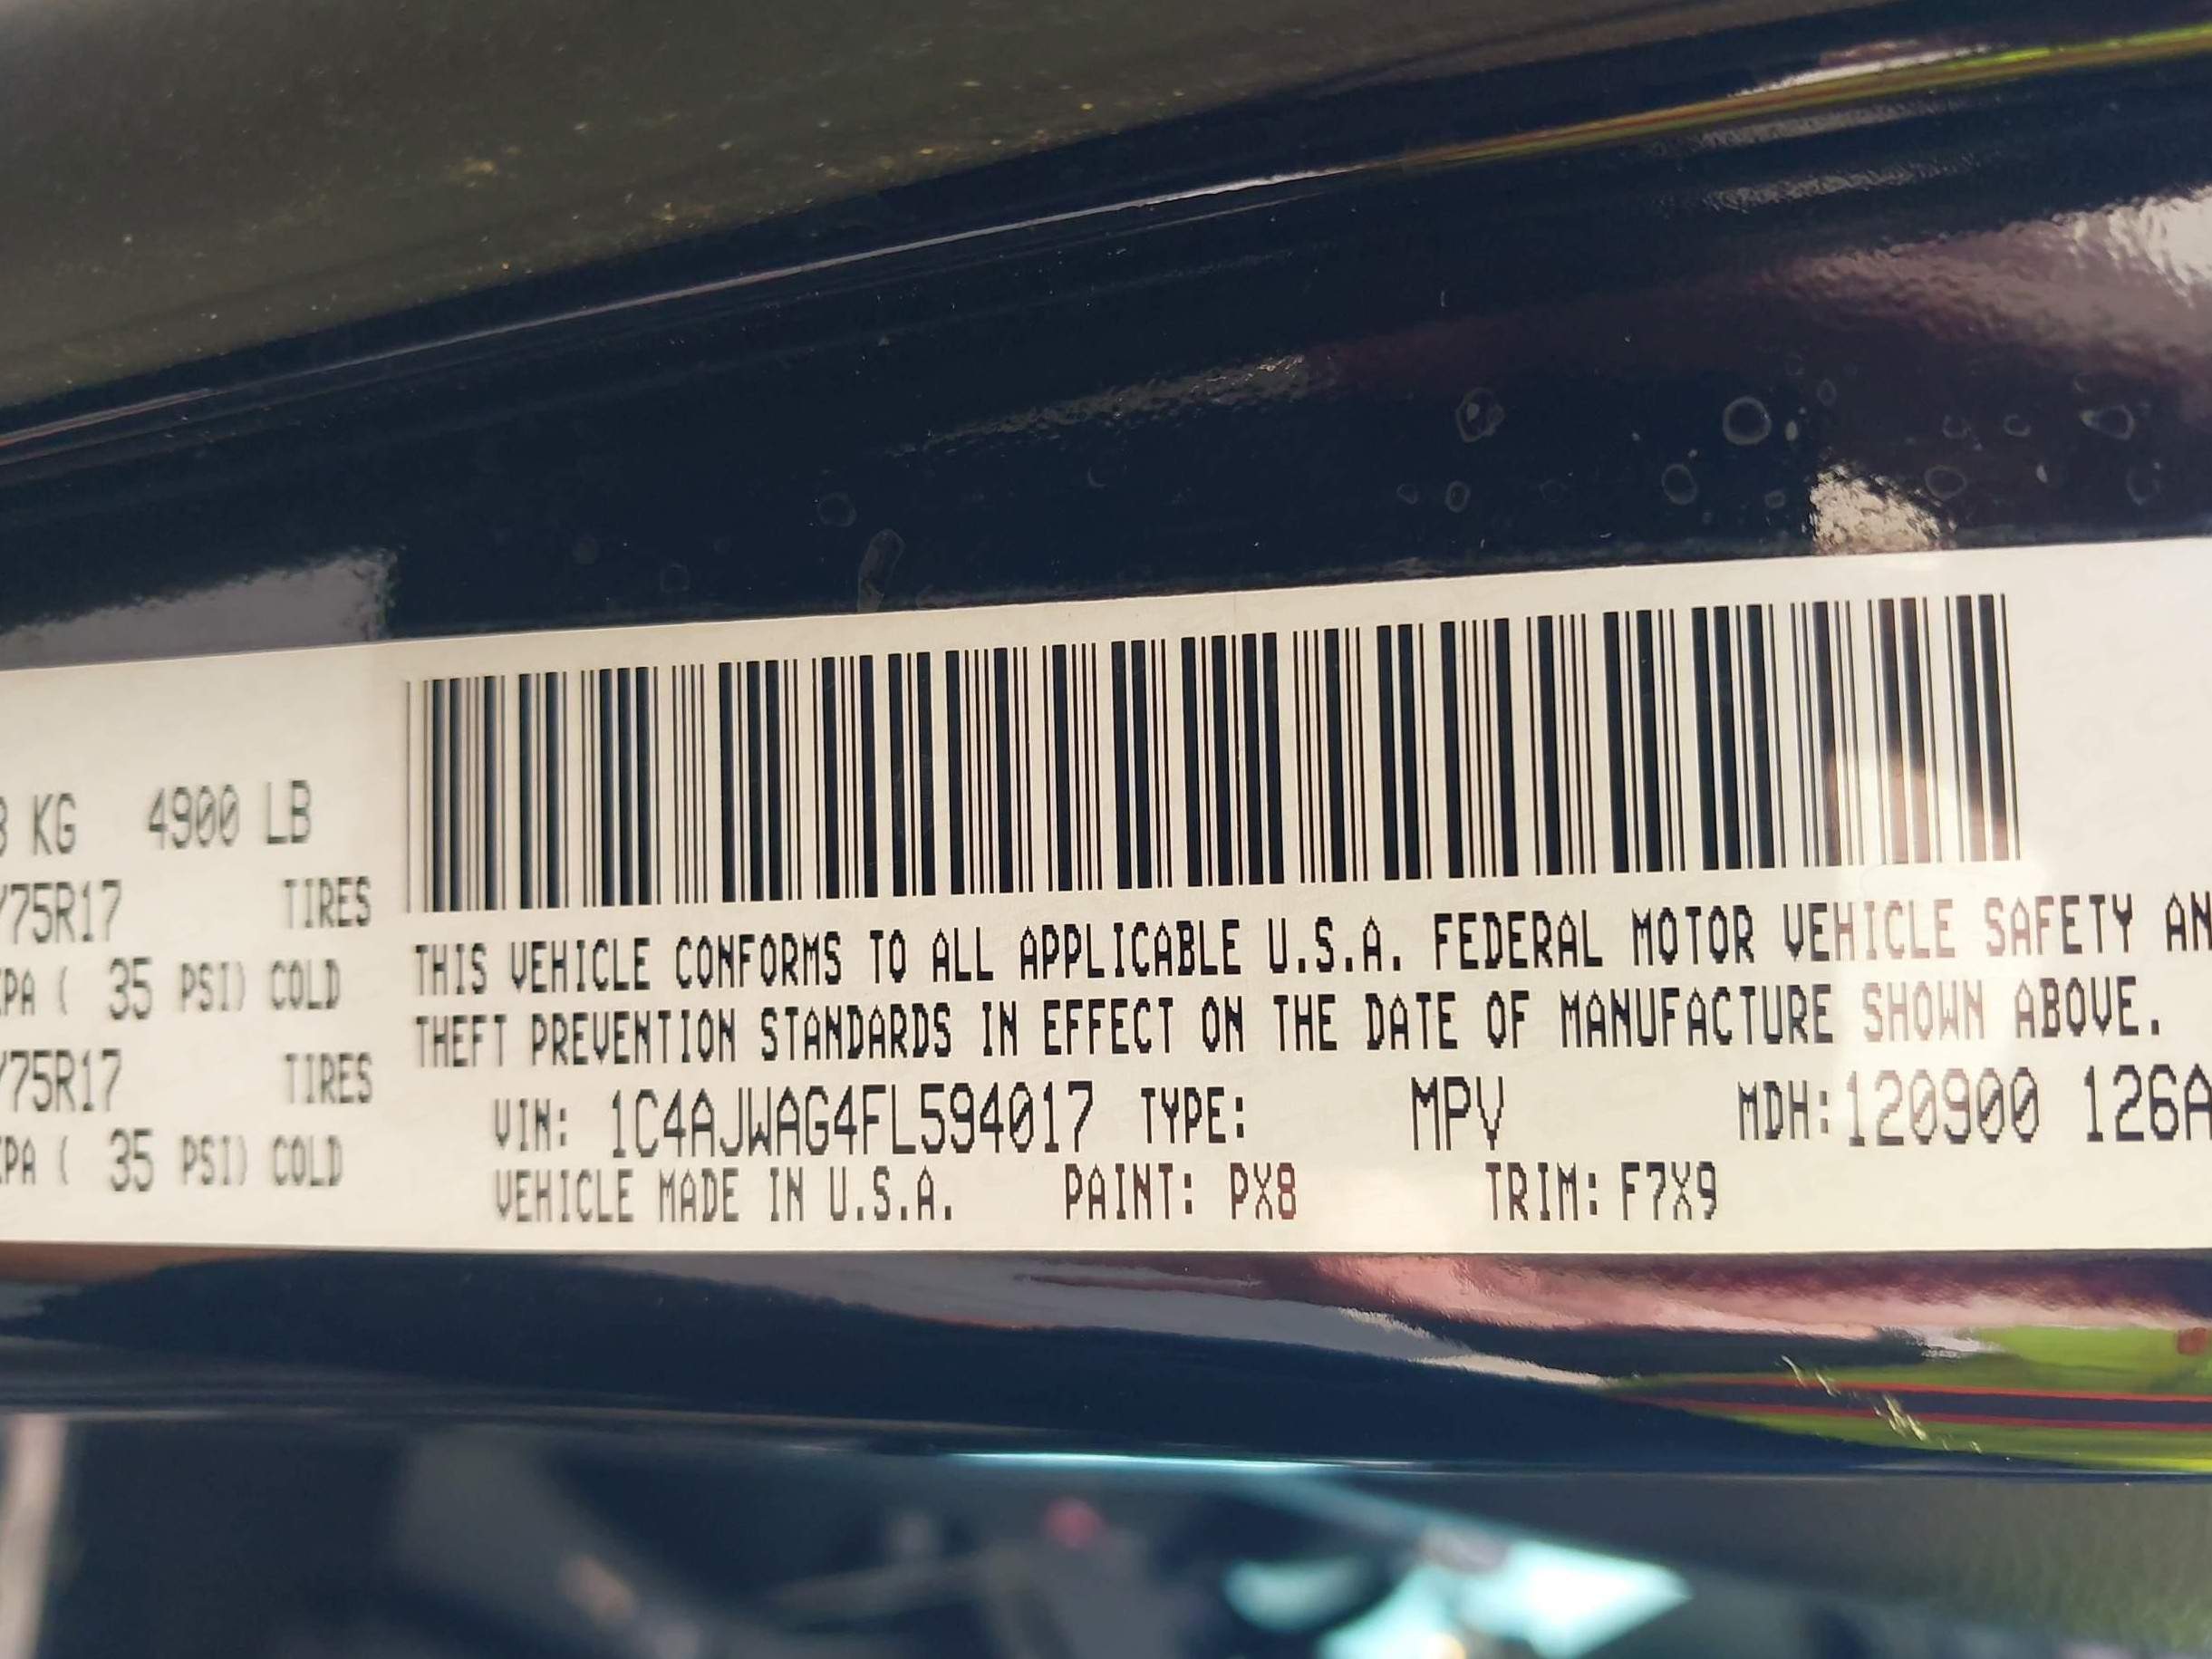 KG 4900 LB
75R17 TIRES
PA ( 35 PSI) COLD
75R17 TIRES
PA ( 35 PSI) COLD
THIS VEHICLE CONFORMS TO ALL APPLICABLE U.S.A. FEDERAL MOTOR VEHICLE SAFETY AN
THEFT PREVENTION STANDARDS IN EFFECT ON THE DATE OF MANUFACTURE SHOWN ABOVE.
VIN: 1C4AJWAG4FL594017 TYPE: MPV MDH:120900 126A
VEHICLE MADE IN U.S.A. PAINT: PX8 TRIM: F7X9